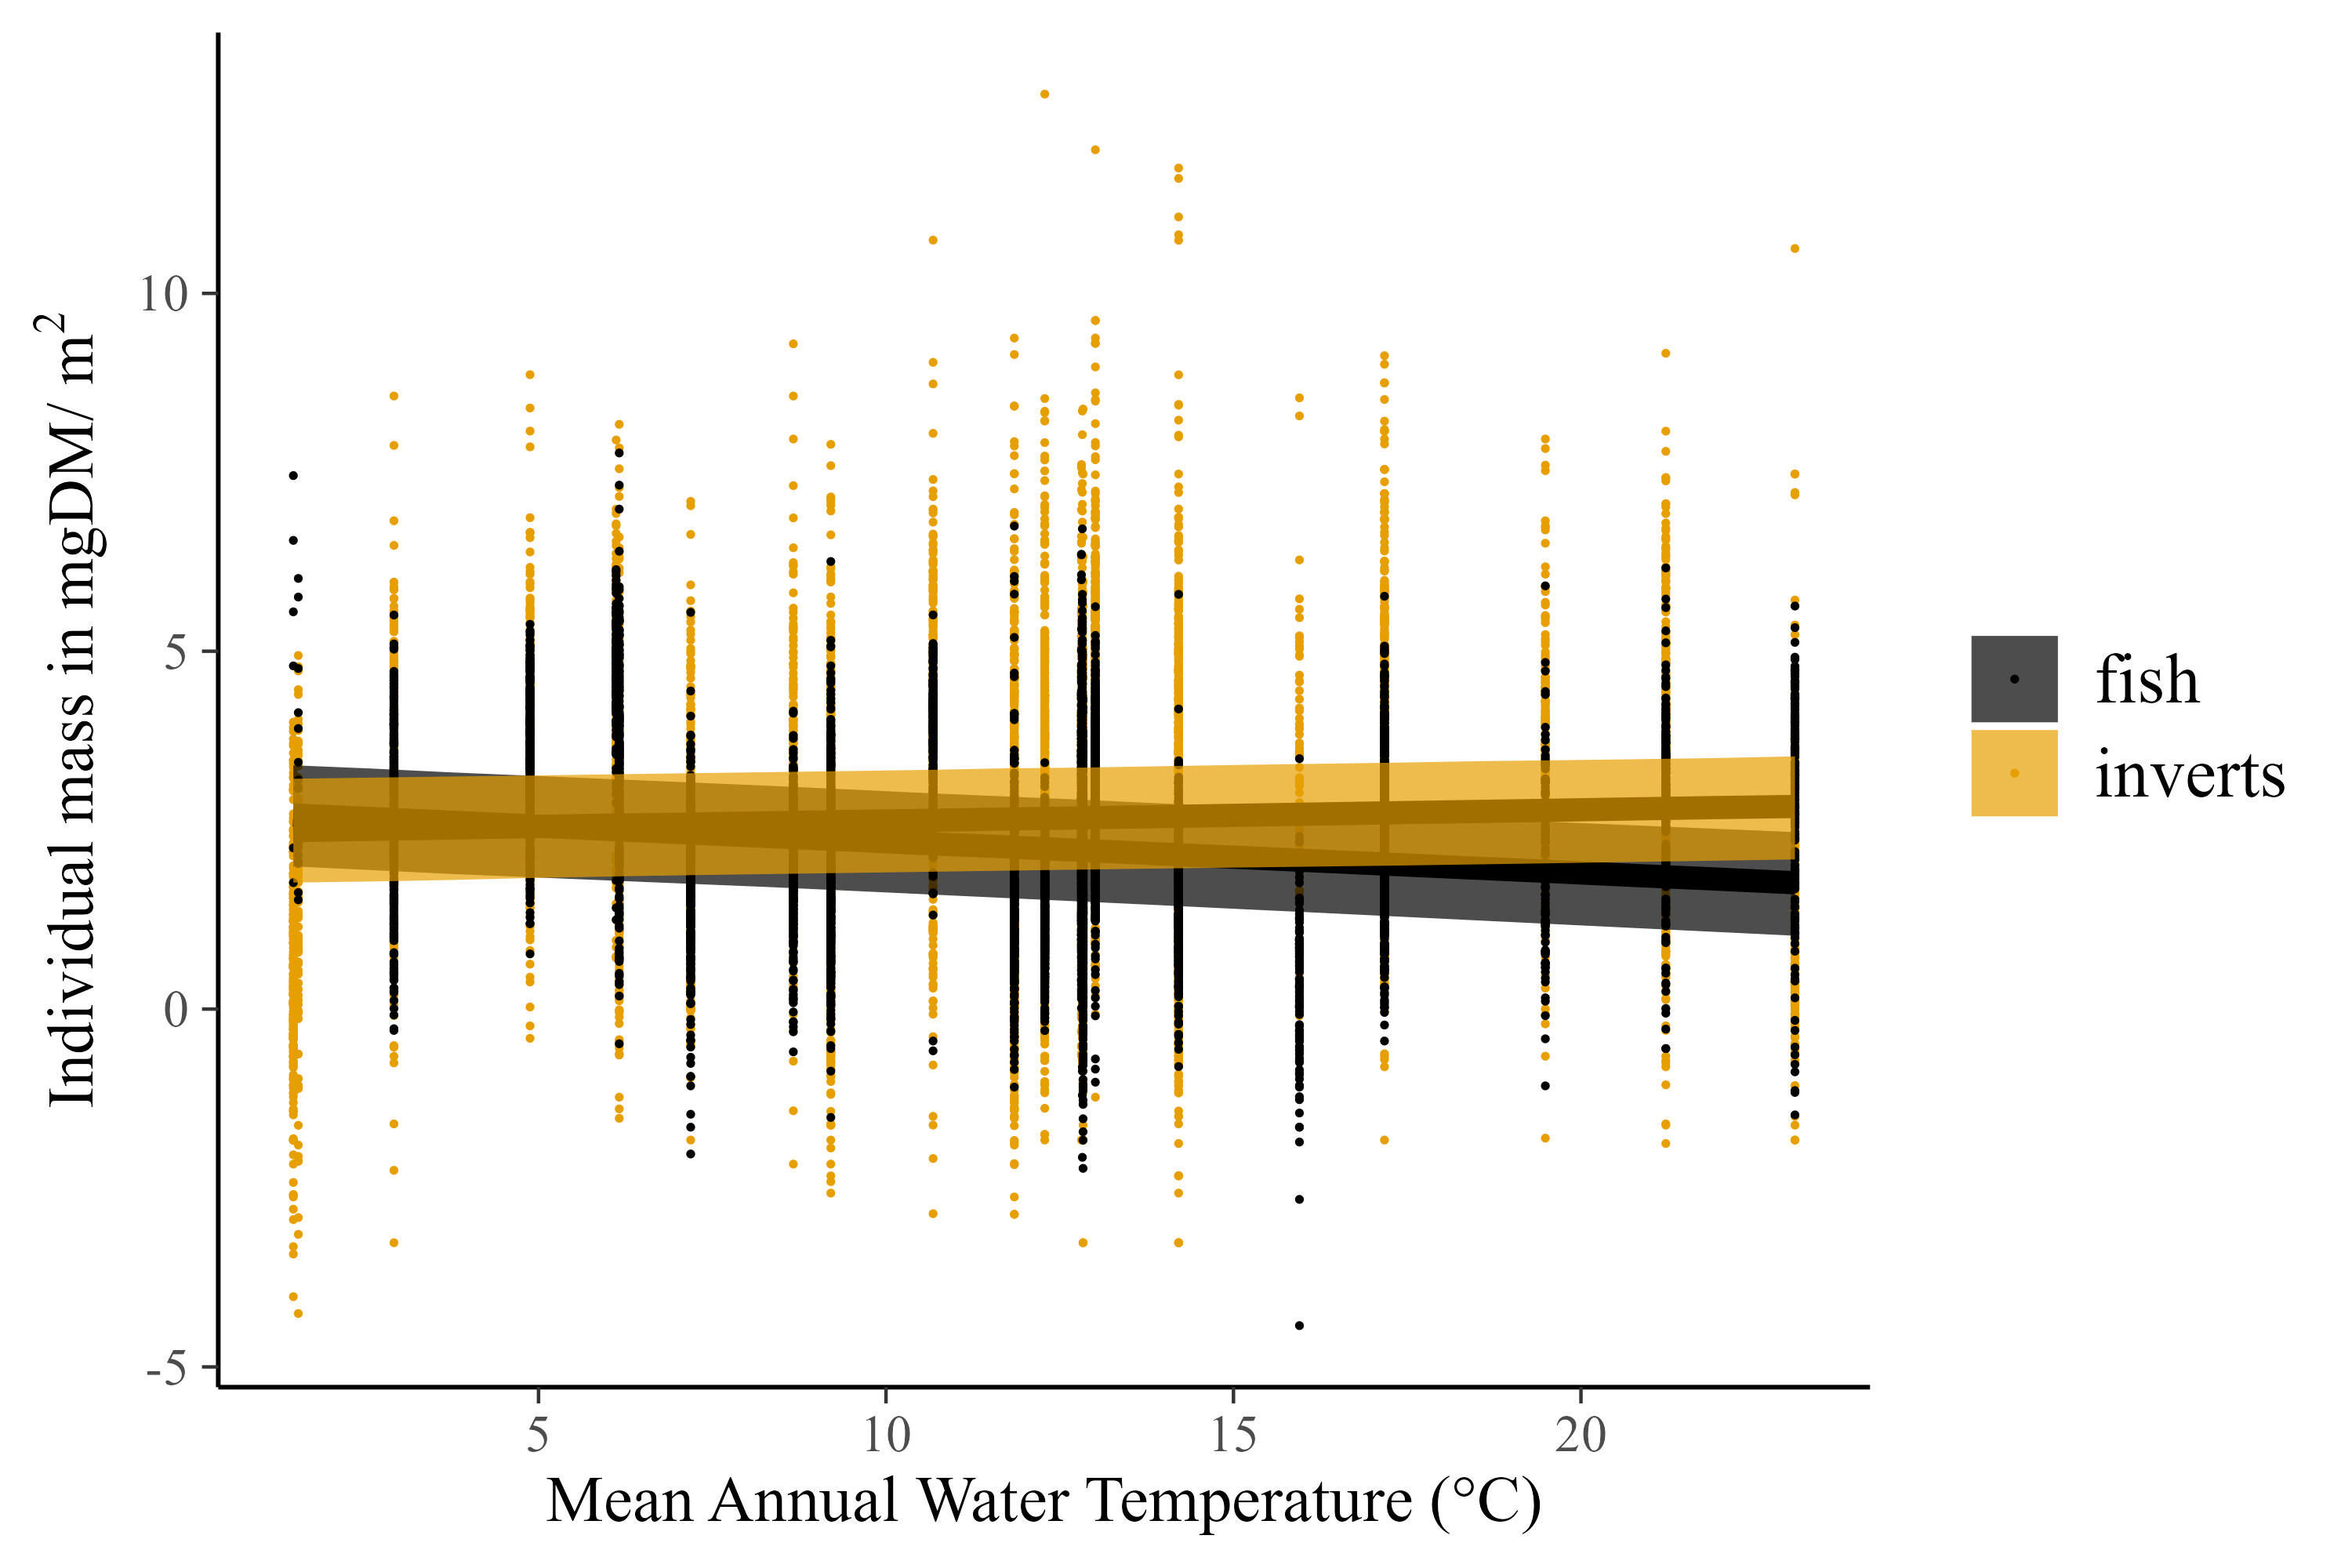 Individual mass in mgDM/ m²
10
5
0
-5
5
10
15
20
Mean Annual Water Temperature (°C)
fish
inverts